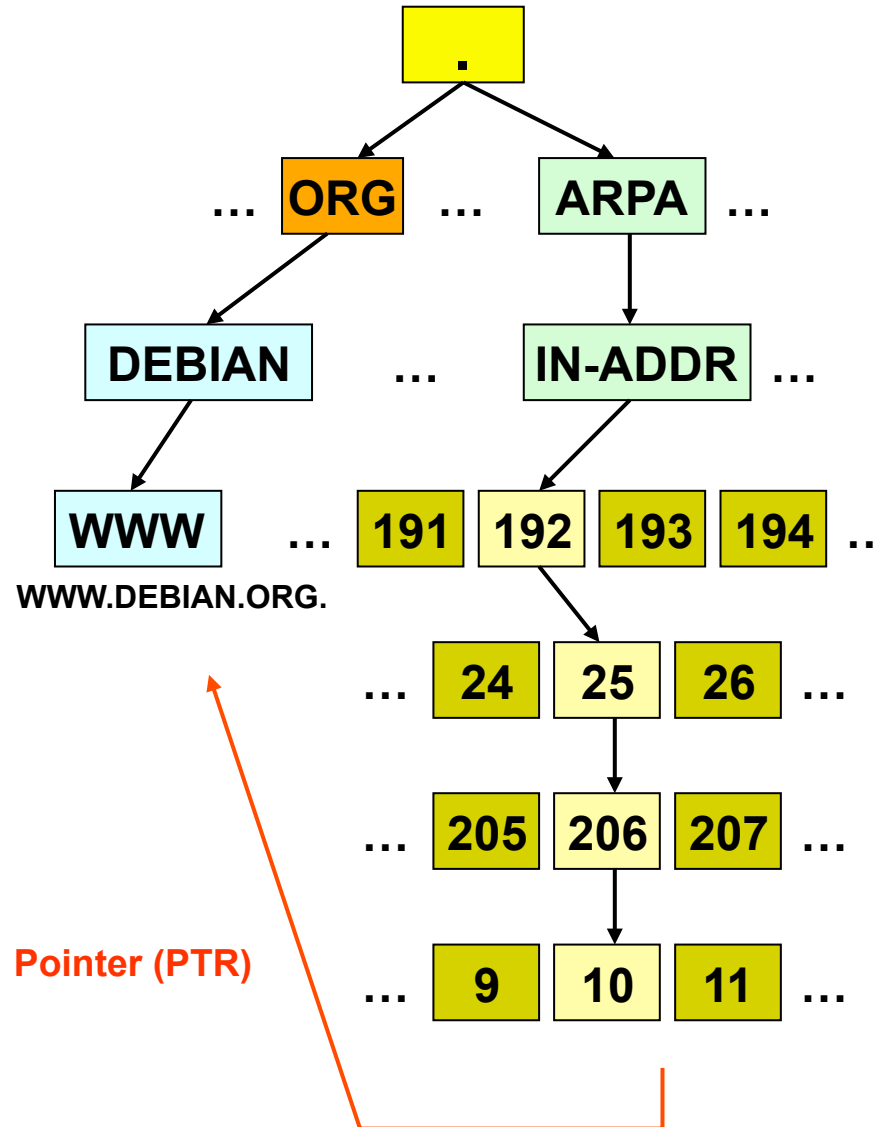 .
… ORG … ARPA …
DEBIAN … IN-ADDR …
WWW … 191 192 193 194 ..
WWW.DEBIAN.ORG.
… 24 25 26 …
… 205 206 207 …
Pointer (PTR)
… 9 10 11 …